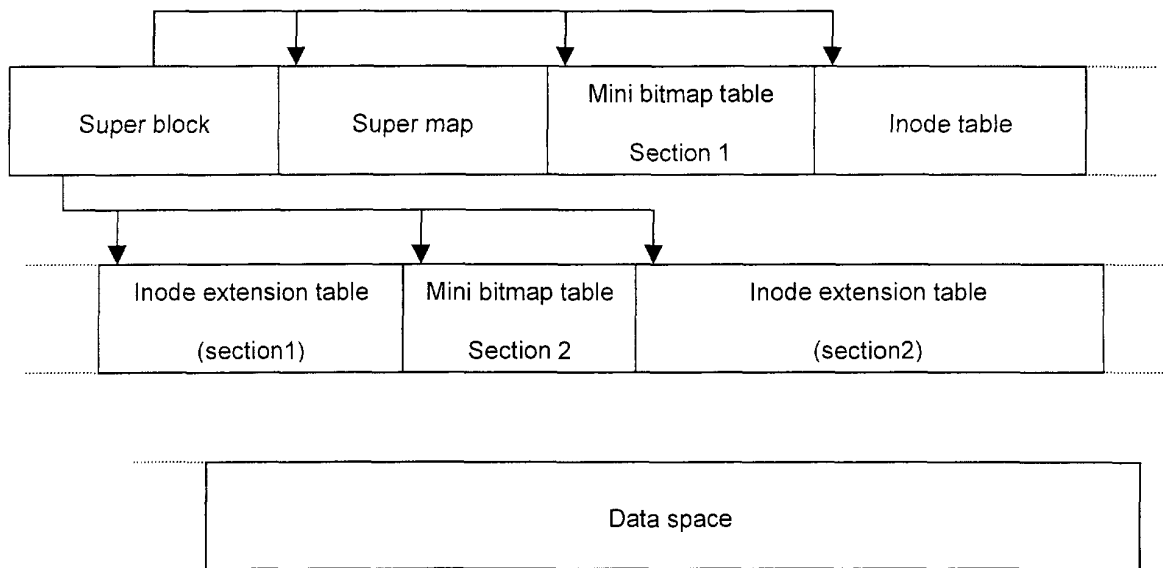 Super block
Super map
Mini bitmap table
Section 1
Inode table
Inode extension table
(section1)
Mini bitmap table
Section 2
Inode extension table
(section2)
Data space